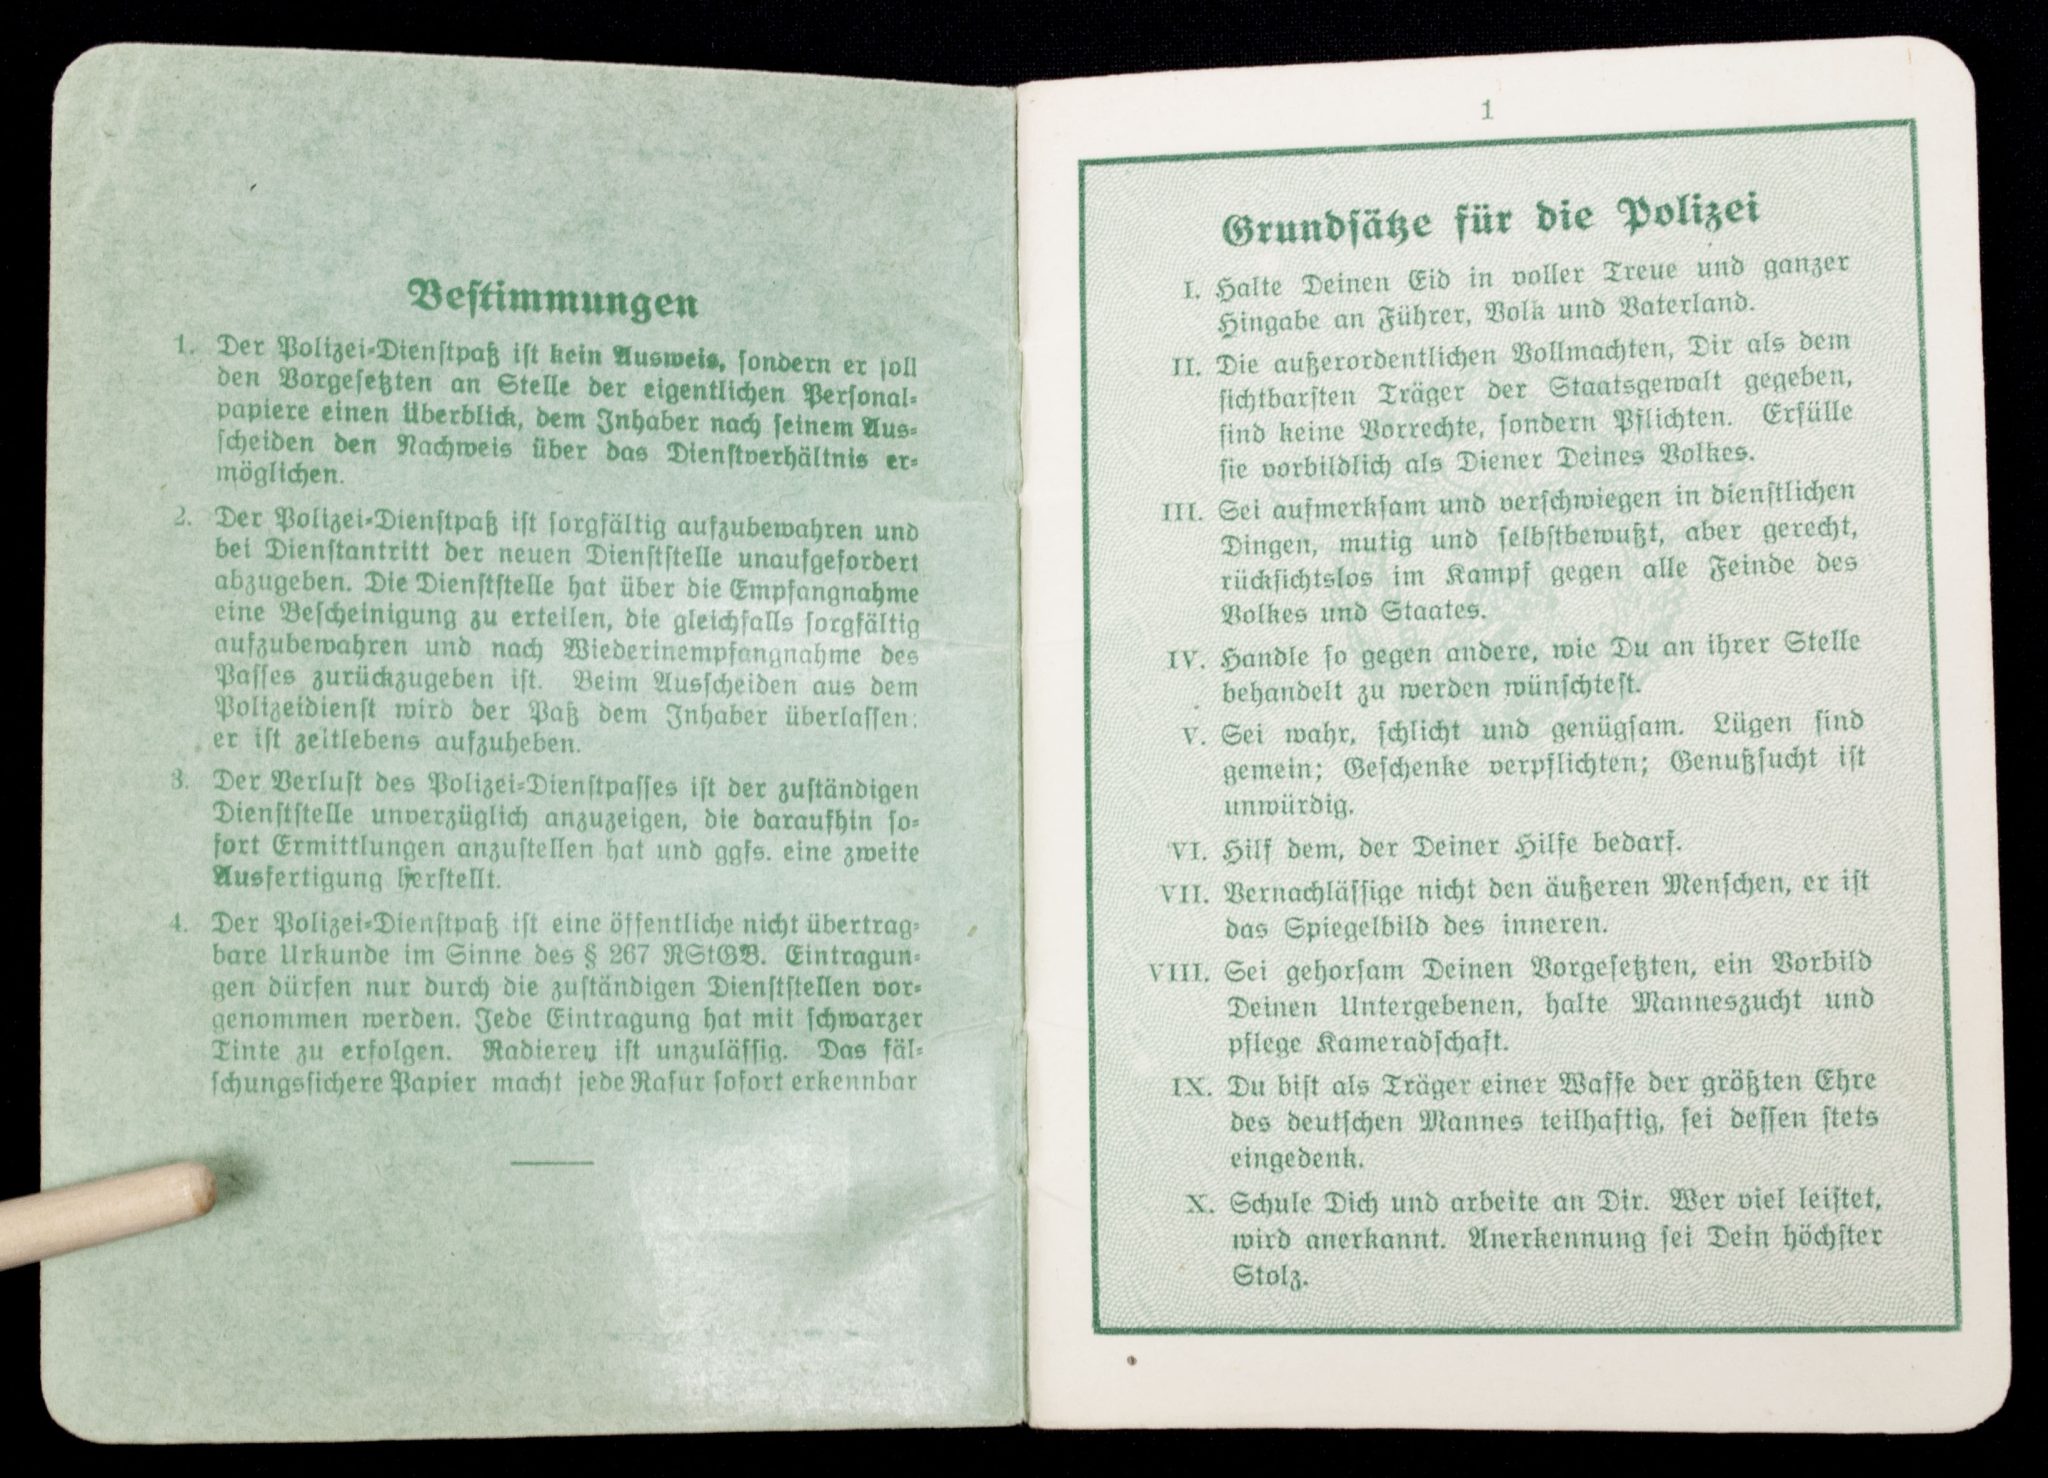 Bestimmungen
1. Der Polizei-Dienstpaß ist kein Ausweis, sondern er soll
den Vorgesetzten an Stelle der eigentlichen Personal-
papiere einen Überblick, dem Inhaber nach seinem Aus-
scheiden den Nachweis über das Dienstverhältnis er-
möglichen.
2. Der Polizei-Dienstpaß ist sorgfältig aufzubewahren und
bei Dienstantritt der neuen Dienststelle unaufgefordert
abzugeben. Die Dienststelle hat über die Empfangnahme
eine Bescheinigung zu erteilen, die gleichfalls sorgfältig
aufzubewahren und nach Wiederinempfangnahme des
Passes zurückzugeben ist. Beim Ausscheiden aus dem
Polizeidienst wird der Paß dem Inhaber überlassen;
er ist zeitlebens aufzuheben.
3. Der Verlust des Polizei-Dienstpasses ist der zuständigen
Dienststelle unverzüglich anzuzeigen, die daraufhin so-
fort Ermittlungen anzustellen hat und ggfs. eine zweite
Ausfertigung herstellt.
4. Der Polizei-Dienstpaß ist eine öffentliche nicht übertrag-
bare Urkunde im Sinne des § 267 RStGB. Eintragun-
gen dürfen nur durch die zuständigen Dienststellen vor-
genommen werden. Jede Eintragung hat mit schwarzer
Tinte zu erfolgen. Radieren ist unzulässig. Das fäl-
schungssichere Papier macht jede Rasur sofort erkennbar
1
Grundsätze für die Polizei
I. Halte Deinen Eid in voller Treue und ganzer
Hingabe an Führer, Volk und Vaterland.
II. Die außerordentlichen Vollmachten, Dir als dem
sichtbarsten Träger der Staatsgewalt gegeben,
sind keine Vorrechte, sondern Pflichten. Erfülle
sie vorbildlich als Diener Deines Volkes.
III. Sei aufmerksam und verschwiegen in dienstlichen
Dingen, mutig und selbstbewußt, aber gerecht,
rücksichtslos im Kampf gegen alle Feinde des
Volkes und Staates.
IV. Handle so gegen andere, wie Du an ihrer Stelle
behandelt zu werden wünschtest.
V. Sei wahr, schlicht und genügsam. Lügen sind
gemein; Geschenke verpflichten; Genußsucht ist
unwürdig.
VI. Hilf dem, der Deiner Hilfe bedarf.
VII. Vernachlässige nicht den äußeren Menschen, er ist
das Spiegelbild des inneren.
VIII. Sei gehorsam Deinen Vorgesetzten, ein Vorbild
Deinen Untergebenen, halte Manneszucht und
pflege Kameradschaft.
IX. Du bist als Träger einer Waffe der größten Ehre
des deutschen Mannes teilhaftig, sei dessen stets
eingedenk.
X. Schule Dich und arbeite an Dir. Wer viel leistet,
wird anerkannt. Anerkennung sei Dein höchster
Stolz.